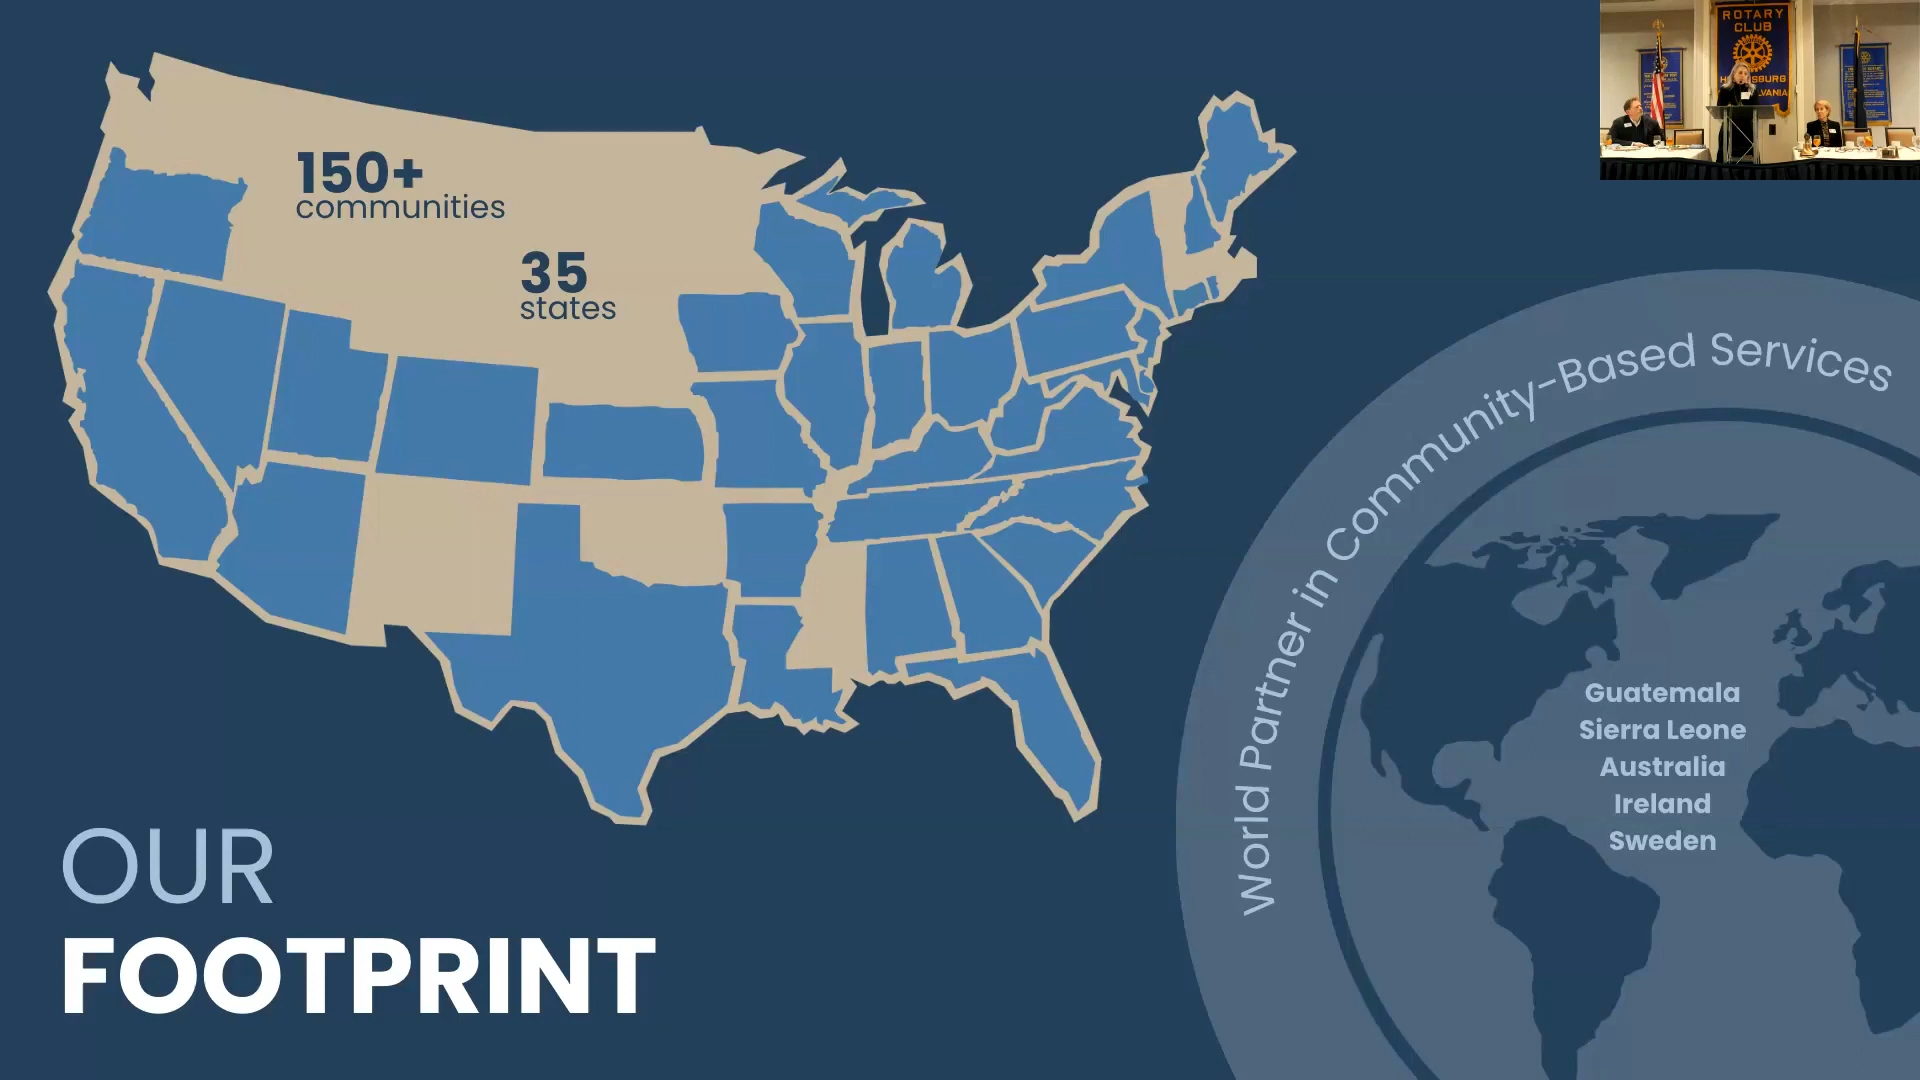 150+
communities
35
states
OUR
FOOTPRINT
World Partner in Community-Based Services
Guatemala
Sierra Leone
Australia
Ireland
Sweden
ROTARY
CLUB